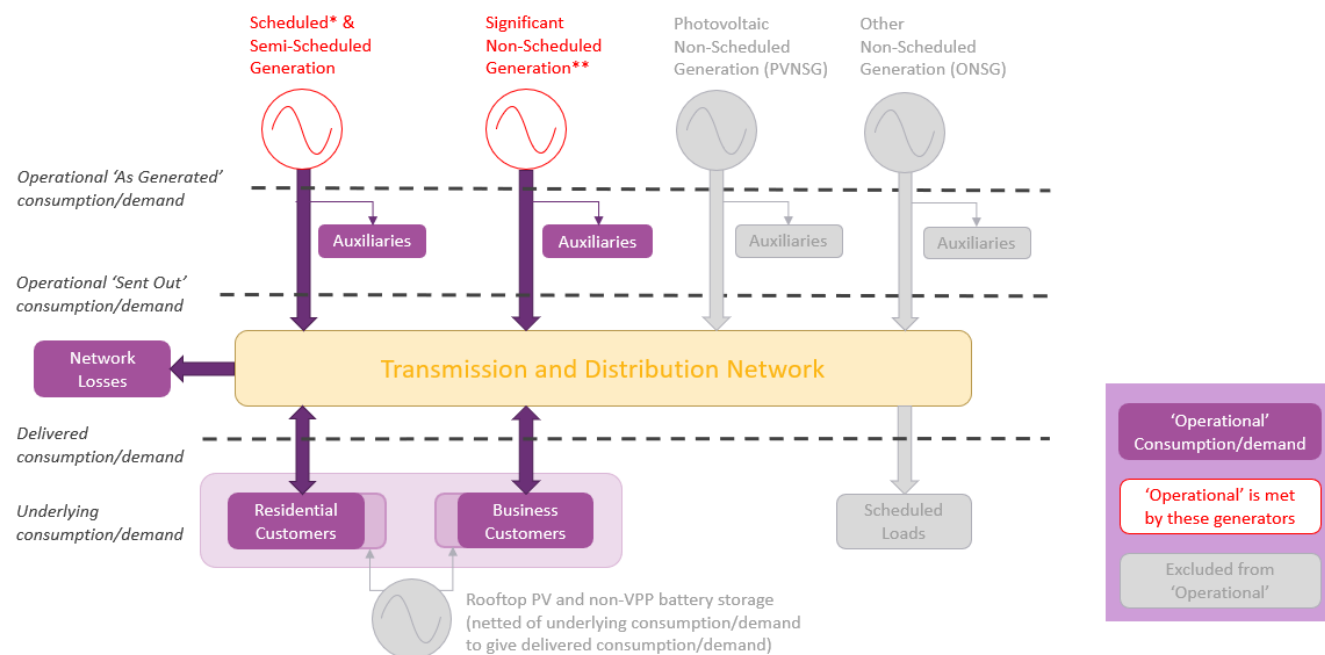 Scheduled* &
Semi-Scheduled
Generation
Significant
Non-Scheduled
Generation**
Photovoltaic
Non-Scheduled
Generation (PVNSG)
Other
Non-Scheduled
Generation (ONSG)
Operational ‘As Generated’
consumption/demand
Auxiliaries
Auxiliaries
Auxiliaries
Auxiliaries
Operational ‘Sent Out’
consumption/demand
Network
Losses
Transmission and Distribution Network
Delivered
consumption/demand
Underlying
consumption/demand
Residential
Customers
Business
Customers
Scheduled
Loads
Rooftop PV and non-VPP battery storage
(netted of underlying consumption/demand
to give delivered consumption/demand)
‘Operational’
Consumption/demand
‘Operational’ is met
by these generators
Excluded from
‘Operational’